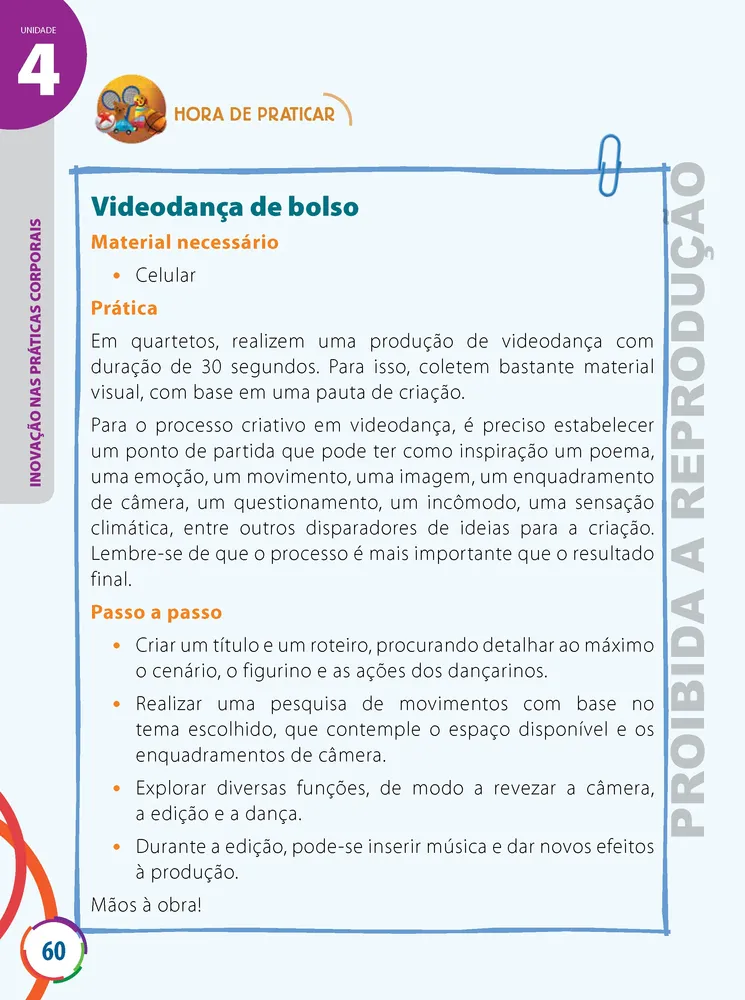 UNIDADE
4
HORA DE PRATICAR
INOVAÇÃO NAS PRÁTICAS CORPORAIS
Videodança de bolso
Material necessário
• Celular
Prática
Em quartetos, realizem uma produção de videodança com
duração de 30 segundos. Para isso, coletem bastante material
visual, com base em uma pauta de criação.
Para o processo criativo em videodança, é preciso estabelecer
um ponto de partida que pode ter como inspiração um poema,
uma emoção, um movimento, uma imagem, um enquadramento
de câmera, um questionamento, um incômodo, uma sensação
climática, entre outros disparadores de ideias para a criação.
Lembre-se de que o processo é mais importante que o resultado
final.
Passo a passo
• Criar um título e um roteiro, procurando detalhar ao máximo
o cenário, o figurino e as ações dos dançarinos.
• Realizar uma pesquisa de movimentos com base no
tema escolhido, que contemple o espaço disponível e os
enquadramentos de câmera.
• Explorar diversas funções, de modo a revezar a câmera,
a edição e a dança.
• Durante a edição, pode-se inserir música e dar novos efeitos
à produção.
Mãos à obra!
60
PROIBIDA A REPRODUÇÃO